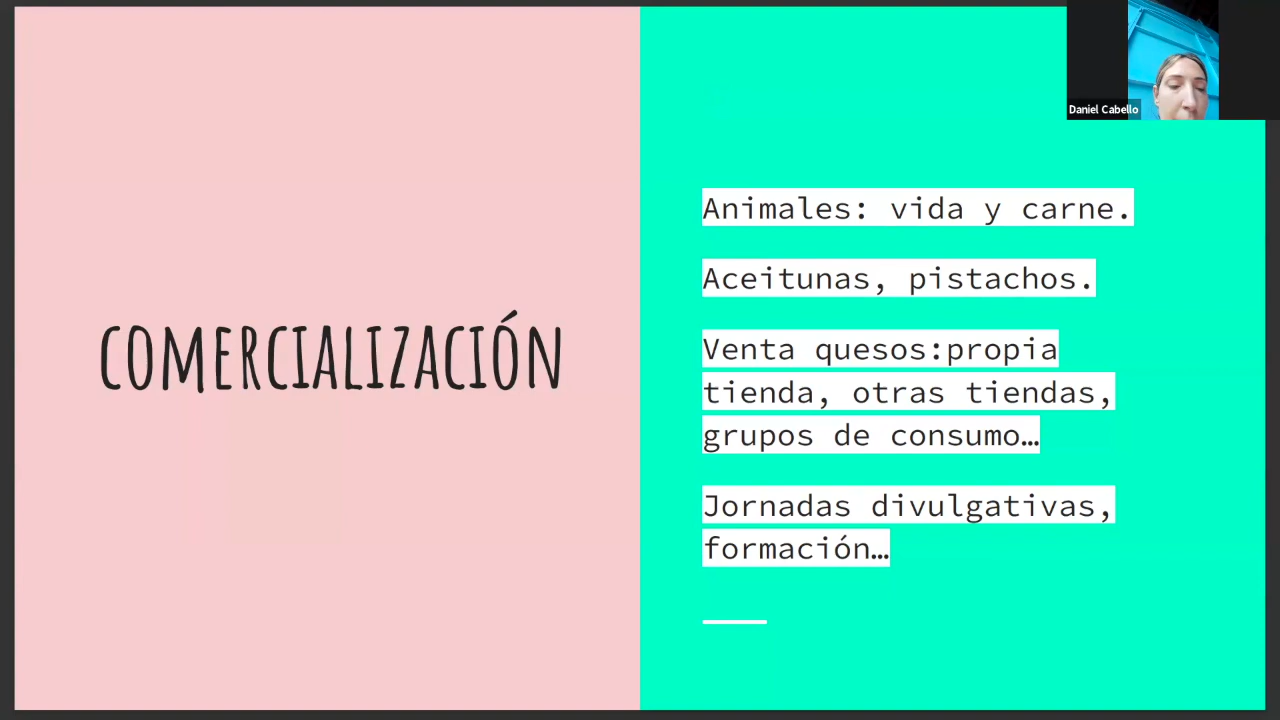 Daniel Cabello
COMERCIALIZACIÓN
Animales: vida y carne.
Aceitunas, pistachos.
Venta quesos:propia
tienda, otras tiendas,
grupos de consumo…
Jornadas divulgativas,
formación…